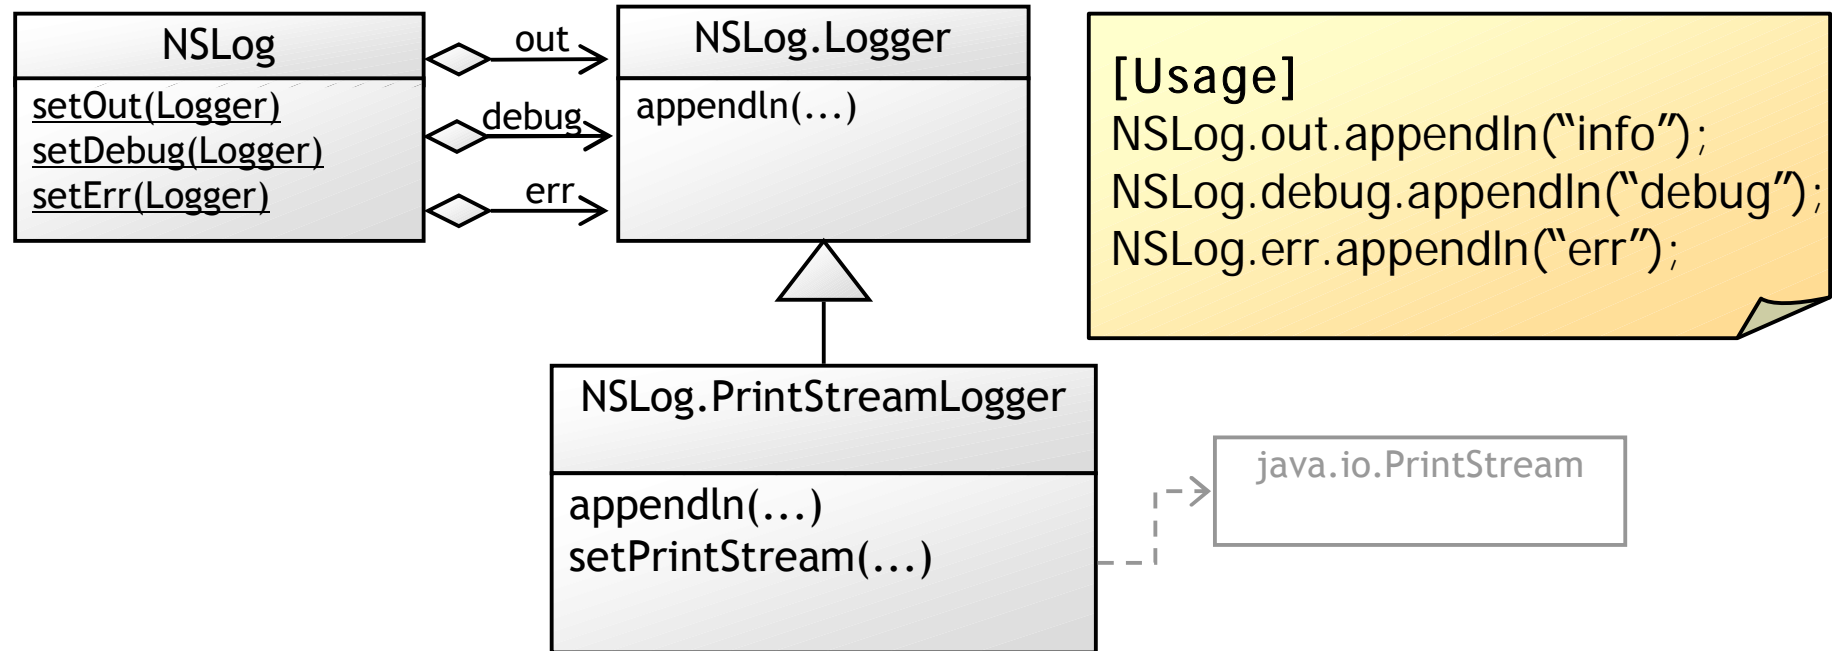 NSLog
setOut(Logger)
setDebug(Logger)
setErr(Logger)
out
debug
err
NSLog.Logger
appendln(...)
[Usage]
NSLog.out.appendln(“info”);
NSLog.debug.appendln(“debug”);
NSLog.err.appendln(“err”);
NSLog.PrintStreamLogger
appendln(...)
setPrintStream(...)
java.io.PrintStream